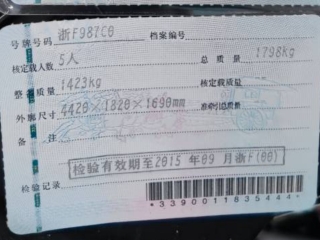 号牌号码 浙F987C0 档案编号
核定载人数 5人 总质量 1798kg
整备质量 1423kg 核定载质量
外廓尺寸 4420×1820×1690mm 准牵引总质量
备注
检验有效期至2015年09月浙F(00)
检验记录
*3390011835444*